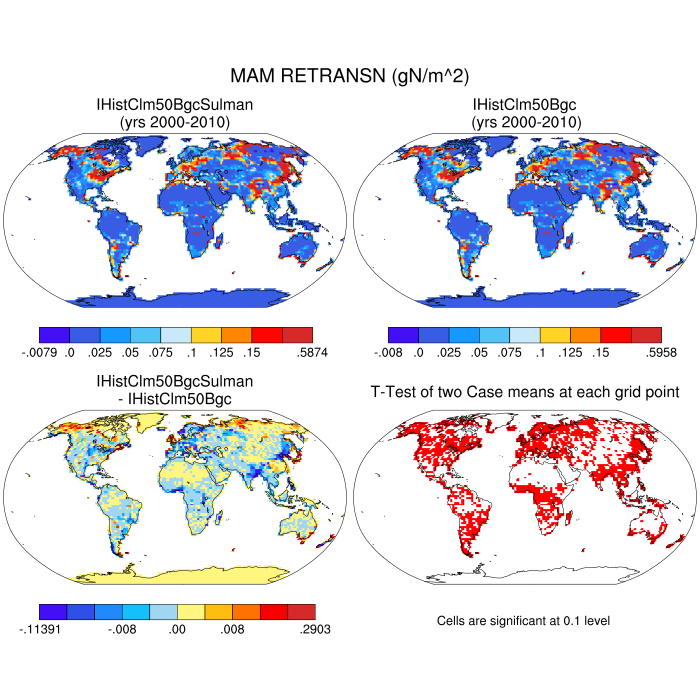 MAM RETRANSN (gN/m^2)
IHistClm50BgcSulman
(yrs 2000-2010)
IHistClm50Bgc
(yrs 2000-2010)
-.0079 .0 .025 .05 .075 .1 .125 .15 .5874
-.008 .0 .025 .05 .075 .1 .125 .15 .5958
IHistClm50BgcSulman
- IHistClm50Bgc
T-Test of two Case means at each grid point
-.11391 -.008 .00 .008 .2903
Cells are significant at 0.1 level